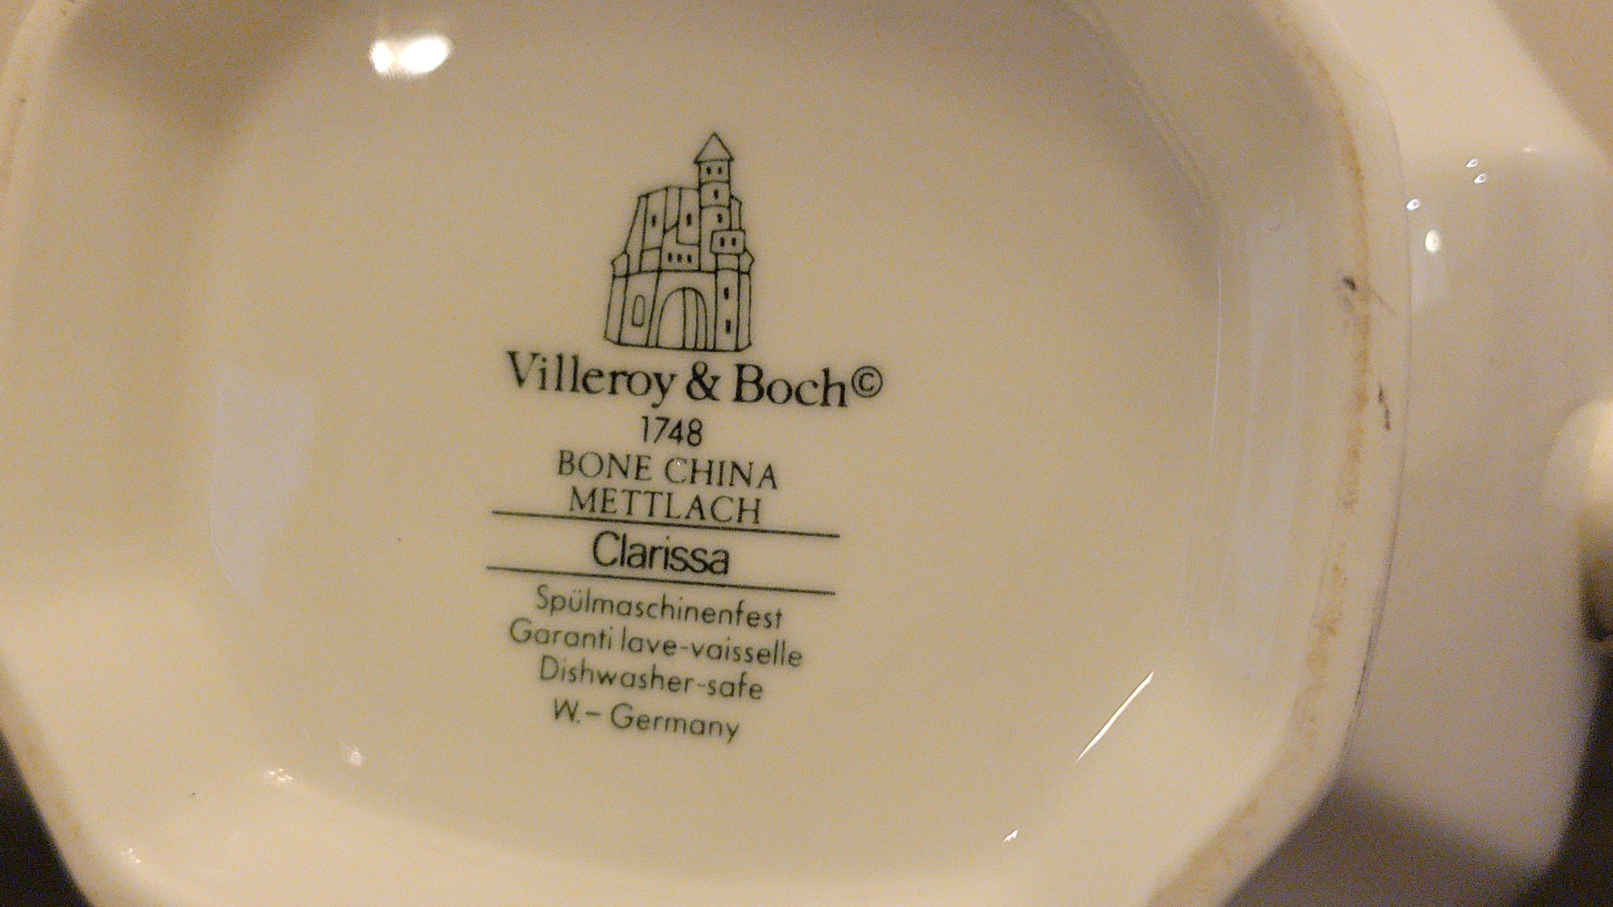 Villeroy & Boch©
1748
BONE CHINA
METTLACH
Clarissa
Spülmaschinenfest
Garanti lave-vaisselle
Dishwasher-safe
W.– Germany